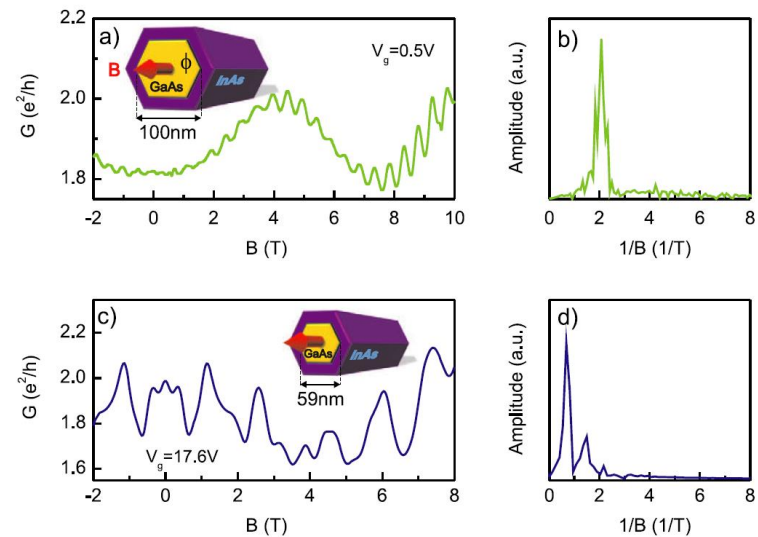 a)
V_g=0.5V
B
ϕ
GaAs
InAs
100nm
G (e²/h)
2.2
2.0
1.8
-2 0 2 4 6 8 10
B (T)
b)
Amplitude (a.u.)
0 2 4 6 8
1/B (1/T)
c)
GaAs
InAs
59nm
V_g=17.6V
G (e²/h)
2.2
2.0
1.8
1.6
-2 0 2 4 6 8
B (T)
d)
Amplitude (a.u.)
0 2 4 6 8
1/B (1/T)